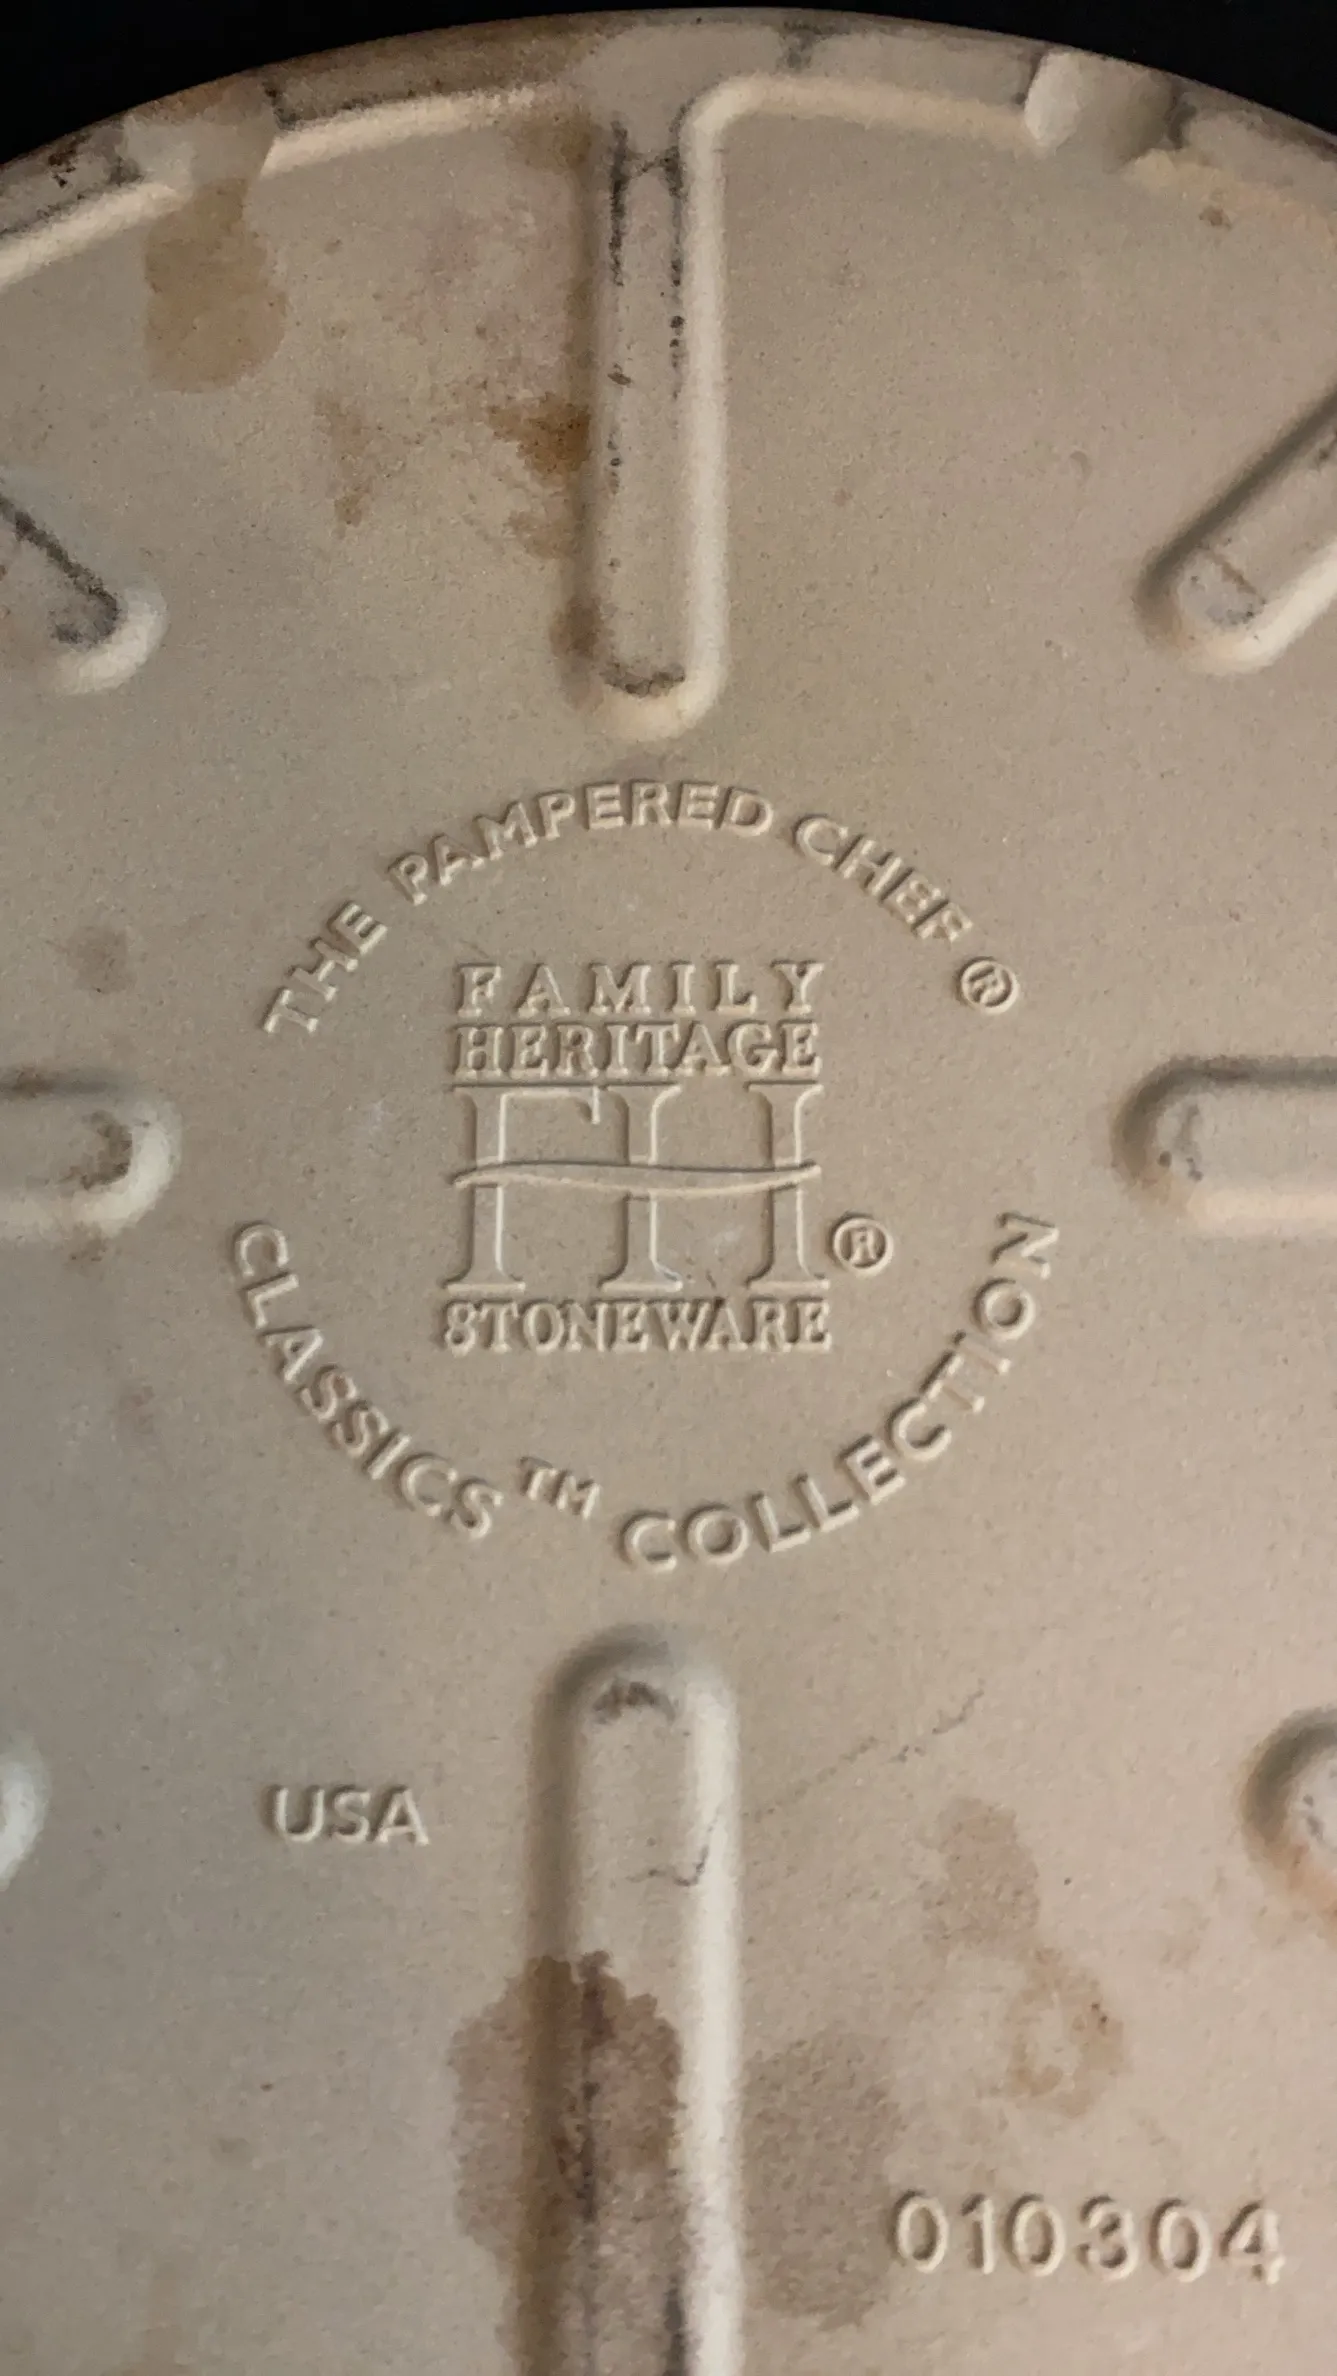 THE PAMPERED CHEF ®
FAMILY
HERITAGE
FH ®
STONEWARE
CLASSICS™ COLLECTION
USA
010304